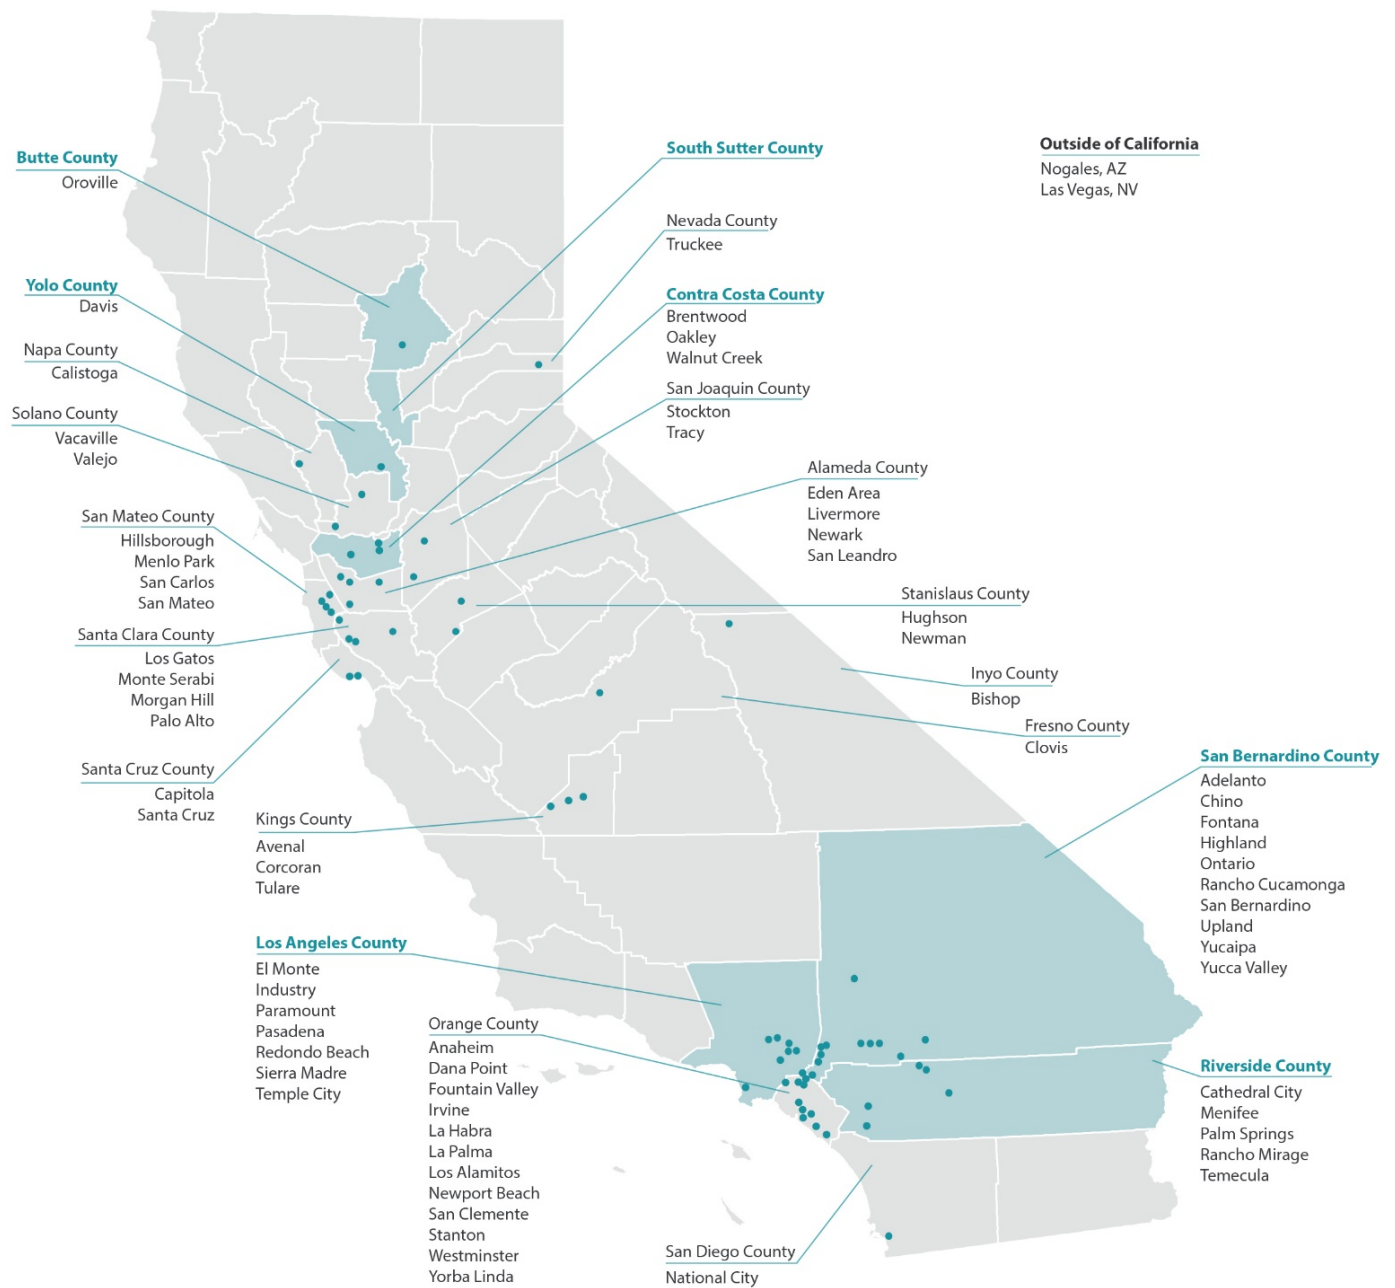 Butte County
Oroville
Yolo County
Davis
Napa County
Calistoga
Solano County
Vacaville
Valejo
San Mateo County
Hillsborough
Menlo Park
San Carlos
San Mateo
Santa Clara County
Los Gatos
Monte Serabi
Morgan Hill
Palo Alto
Santa Cruz County
Capitola
Santa Cruz
Kings County
Avenal
Corcoran
Tulare
Los Angeles County
El Monte
Industry
Paramount
Pasadena
Redondo Beach
Sierra Madre
Temple City
Orange County
Anaheim
Dana Point
Fountain Valley
Irvine
La Habra
La Palma
Los Alamitos
Newport Beach
San Clemente
Stanton
Westminster
Yorba Linda
South Sutter County
Nevada County
Truckee
Contra Costa County
Brentwood
Oakley
Walnut Creek
San Joaquin County
Stockton
Tracy
Alameda County
Eden Area
Livermore
Newark
San Leandro
Stanislaus County
Hughson
Newman
Inyo County
Bishop
Fresno County
Clovis
San Diego County
National City
Outside of California
Nogales, AZ
Las Vegas, NV
San Bernardino County
Adelanto
Chino
Fontana
Highland
Ontario
Rancho Cucamonga
San Bernardino
Upland
Yucaipa
Yucca Valley
Riverside County
Cathedral City
Menifee
Palm Springs
Rancho Mirage
Temecula